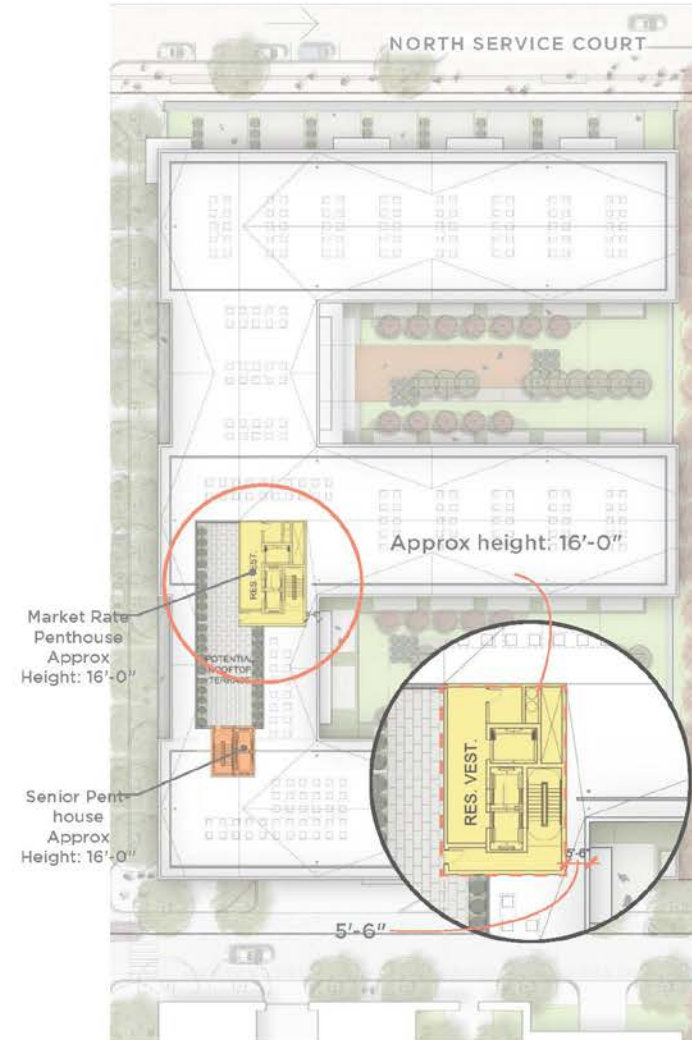 NORTH SERVICE COURT
Approx height: 16'-0"
RES. VEST.
Market Rate
Penthouse
Approx
Height: 16'-0"
POTENTIAL
ROOFTOP
TERRACE
RES. VEST.
Senior Pent-
house
Approx
Height: 16'-0"
5'-6"
5'-6"